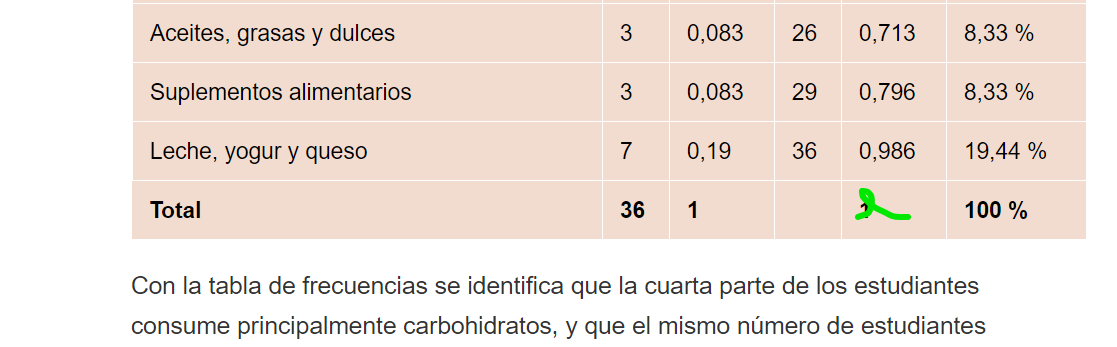 Aceites, grasas y dulces 3 0,083 26 0,713 8,33 %
Suplementos alimentarios 3 0,083 29 0,796 8,33 %
Leche, yogur y queso 7 0,19 36 0,986 19,44 %
Total 36 1 100 %
Con la tabla de frecuencias se identifica que la cuarta parte de los estudiantes
consume principalmente carbohidratos, y que el mismo número de estudiantes